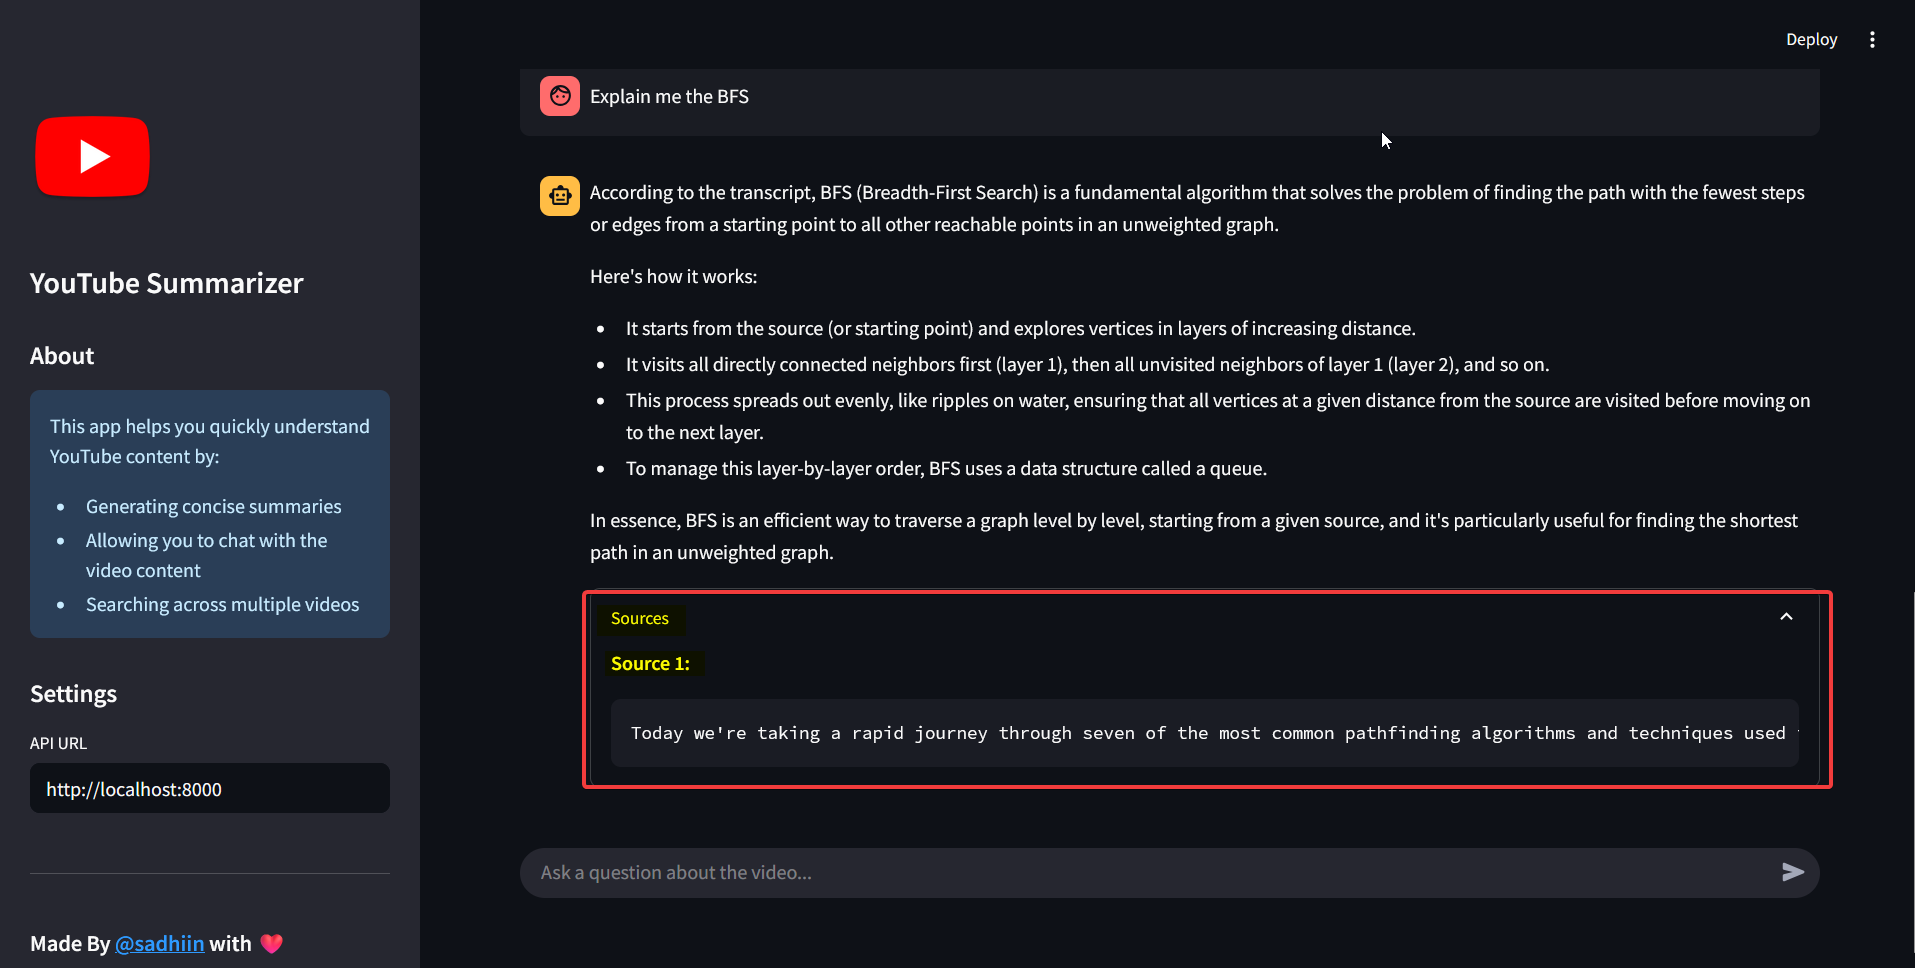 Deploy
YouTube Summarizer
About
This app helps you quickly understand
YouTube content by:
Generating concise summaries
Allowing you to chat with the
video content
Searching across multiple videos
Settings
API URL
http://localhost:8000
Made By @sadhiin with
Explain me the BFS
According to the transcript, BFS (Breadth-First Search) is a fundamental algorithm that solves the problem of finding the path with the fewest steps
or edges from a starting point to all other reachable points in an unweighted graph.
Here's how it works:
It starts from the source (or starting point) and explores vertices in layers of increasing distance.
It visits all directly connected neighbors first (layer 1), then all unvisited neighbors of layer 1 (layer 2), and so on.
This process spreads out evenly, like ripples on water, ensuring that all vertices at a given distance from the source are visited before moving on
to the next layer.
To manage this layer-by-layer order, BFS uses a data structure called a queue.
In essence, BFS is an efficient way to traverse a graph level by level, starting from a given source, and it's particularly useful for finding the shortest
path in an unweighted graph.
Sources
Source 1:
Today we're taking a rapid journey through seven of the most common pathfinding algorithms and techniques used
Ask a question about the video...